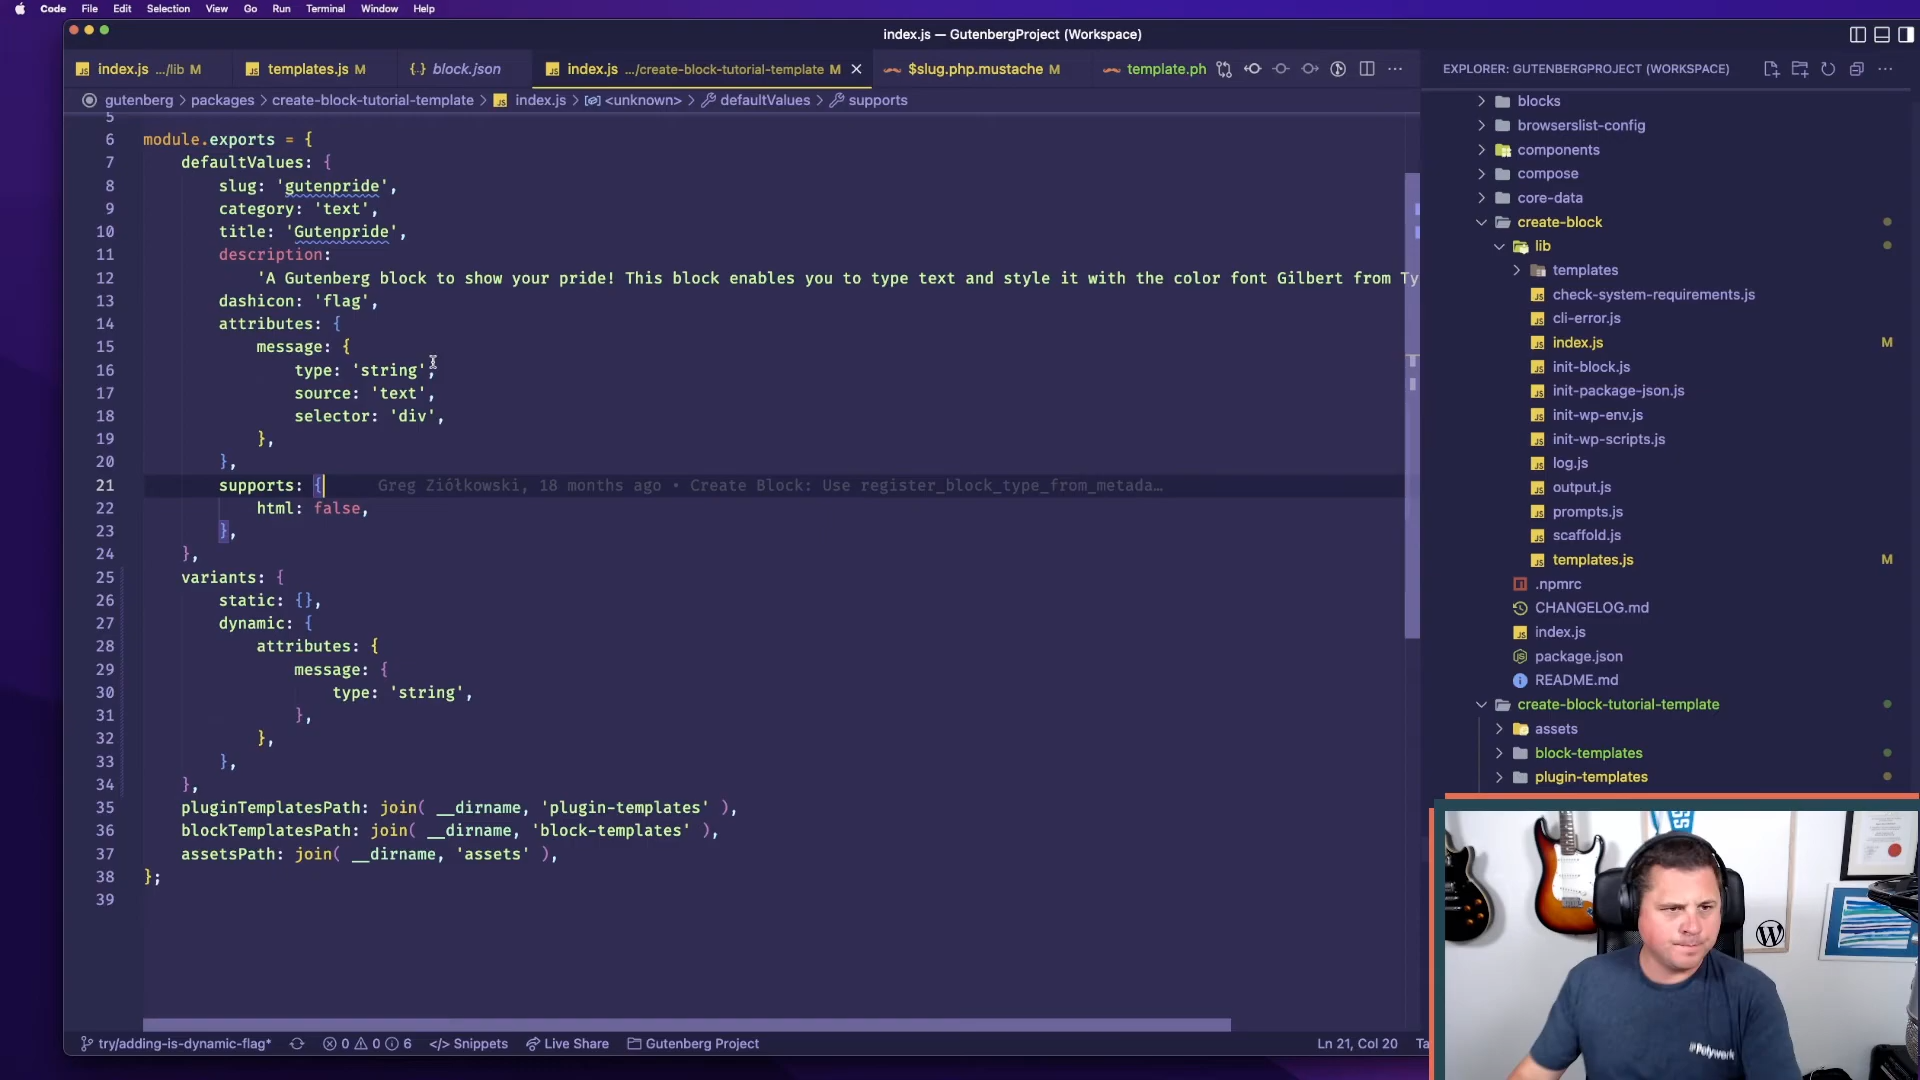 Code File Edit Selection View Go Run Terminal Window Help
index.js — GutenbergProject (Workspace)
index.js .../lib M
templates.js M
block.json
index.js .../create-block-tutorial-template M
$slug.php.mustache M
template.ph
EXPLORER: GUTENBERGPROJECT (WORKSPACE)
gutenberg > packages > create-block-tutorial-template > index.js > <unknown> > defaultValues > supports
5
6 module.exports = {
7 defaultValues: {
8 slug: 'gutenpride',
9 category: 'text',
10 title: 'Gutenpride',
11 description:
12 'A Gutenberg block to show your pride! This block enables you to type text and style it with the color font Gilbert from Ty
13 dashicon: 'flag',
14 attributes: {
15 message: {
16 type: 'string',
17 source: 'text',
18 selector: 'div',
19 },
20 },
21 supports: { Greg Ziółkowski, 18 months ago • Create Block: Use register_block_type_from_metada…
22 html: false,
23 },
24 },
25 variants: {
26 static: {},
27 dynamic: {
28 attributes: {
29 message: {
30 type: 'string',
31 },
32 },
33 },
34 },
35 pluginTemplatesPath: join( __dirname, 'plugin-templates' ),
36 blockTemplatesPath: join( __dirname, 'block-templates' ),
37 assetsPath: join( __dirname, 'assets' ),
38 };
39
blocks
browserslist-config
components
compose
core-data
create-block
lib
templates
check-system-requirements.js
cli-error.js
index.js M
init-block.js
init-package-json.js
init-wp-env.js
init-wp-scripts.js
log.js
output.js
prompts.js
scaffold.js
templates.js M
.npmrc
CHANGELOG.md
index.js
package.json
README.md
create-block-tutorial-template
assets
block-templates
plugin-templates
#Polywork
try/adding-is-dynamic-flag* 0 0 6 </> Snippets Live Share Gutenberg Project Ln 21, Col 20 Ta